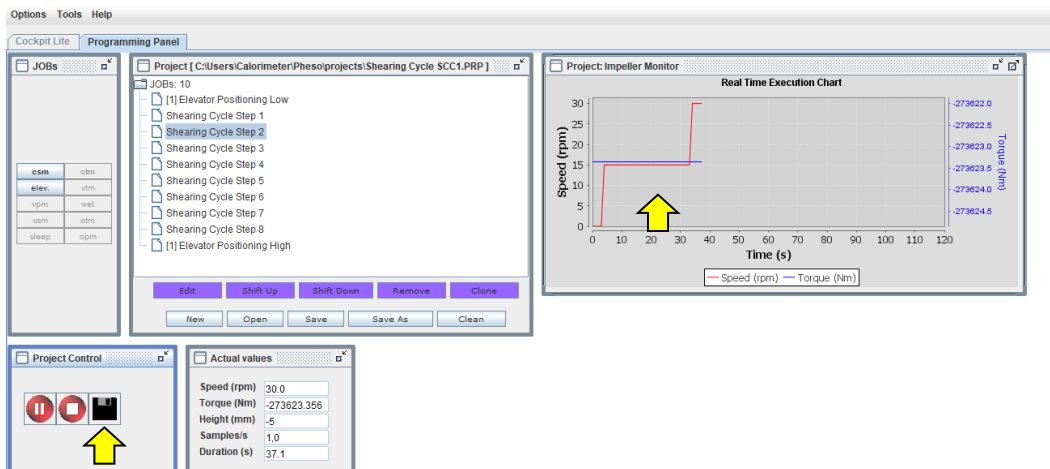 Options Tools Help
Cockpit Lite Programming Panel
JOBs
csm ctm
elev. vtm
vpm wet
osm otm
sleep opm
Project [ C:\Users\Calorimeter\Pheso\projects\Shearing Cycle SCC1.PRP ]
JOBs: 10
[1] Elevator Positioning Low
Shearing Cycle Step 1
Shearing Cycle Step 2
Shearing Cycle Step 3
Shearing Cycle Step 4
Shearing Cycle Step 5
Shearing Cycle Step 6
Shearing Cycle Step 7
Shearing Cycle Step 8
[1] Elevator Positioning High
Edit Shift Up Shift Down Remove Clone
New Open Save Save As Clean
Project: Impeller Monitor
Real Time Execution Chart
Speed (rpm)
30
25
20
15
10
5
0
-273622.0
-273622.5
-273623.0
-273623.5
-273624.0
-273624.5
Torque (Nm)
0 10 20 30 40 50 60 70 80 90 100 110 120
Time (s)
Speed (rpm) Torque (Nm)
Project Control
Actual values
Speed (rpm) 30.0
Torque (Nm) -273623.356
Height (mm) -5
Samples/s 1,0
Duration (s) 37.1